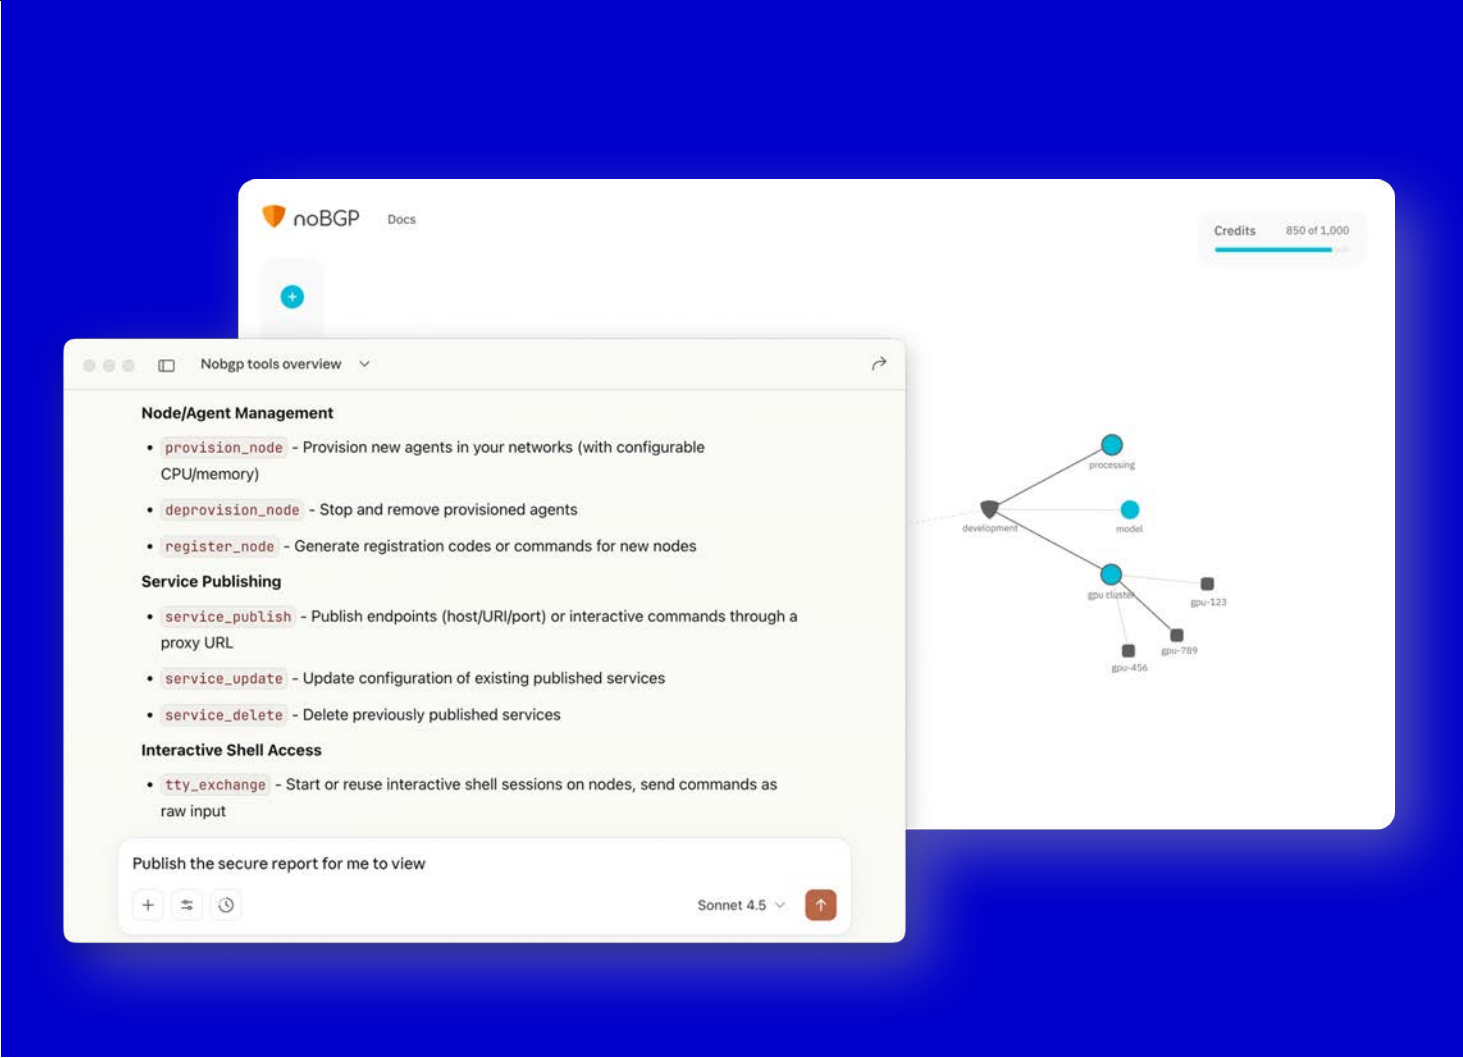 noBGP
Docs
Credits 850 of 1,000
Nobgp tools overview
Node/Agent Management
• provision_node - Provision new agents in your networks (with configurable
CPU/memory)
• deprovision_node - Stop and remove provisioned agents
• register_node - Generate registration codes or commands for new nodes
Service Publishing
• service_publish - Publish endpoints (host/URI/port) or interactive commands through a
proxy URL
• service_update - Update configuration of existing published services
• service_delete - Delete previously published services
Interactive Shell Access
• tty_exchange - Start or reuse interactive shell sessions on nodes, send commands as
raw input
Publish the secure report for me to view
Sonnet 4.5
processing
development
model
gpu cluster
gpu-123
gpu-789
gpu-456